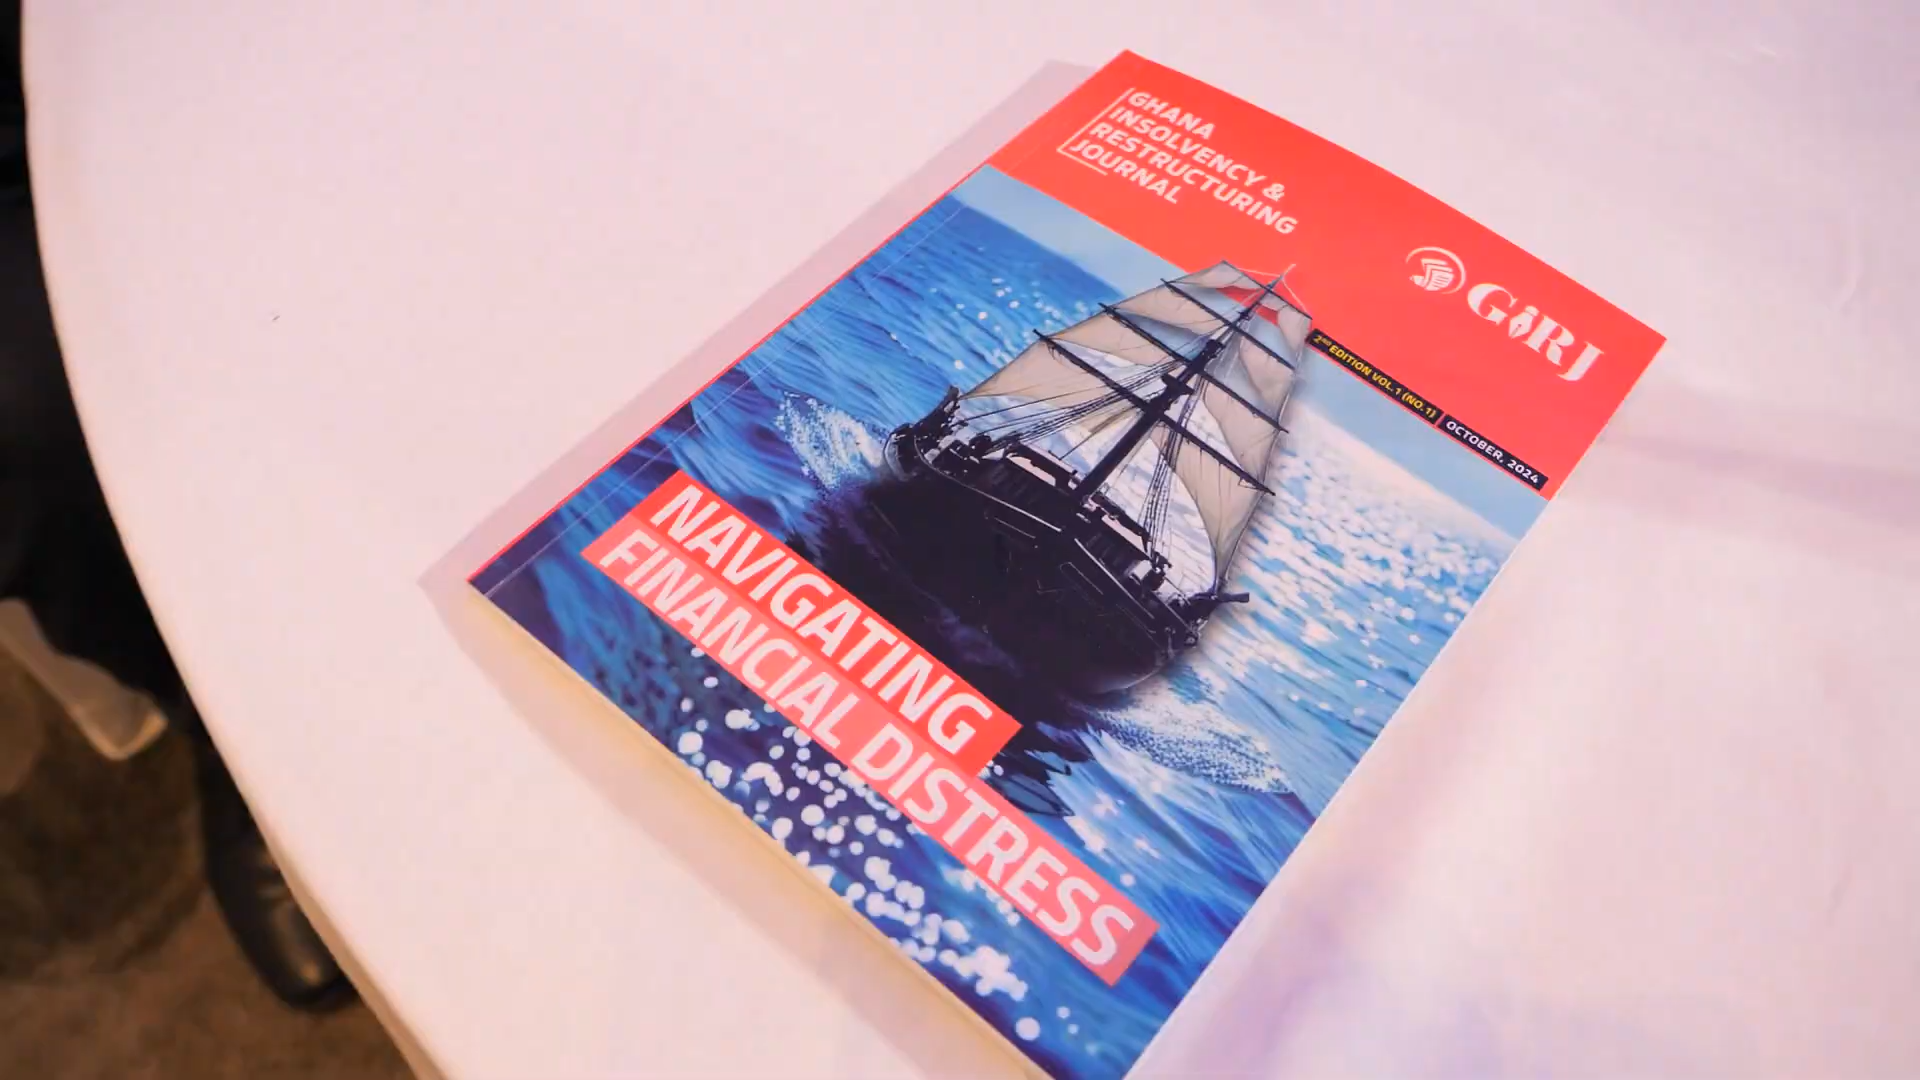 GHANA
INSOLVENCY &
RESTRUCTURING
JOURNAL
GiRJ
2ND EDITION VOL.1 (NO.1)
OCTOBER, 2024
NAVIGATING
FINANCIAL DISTRESS